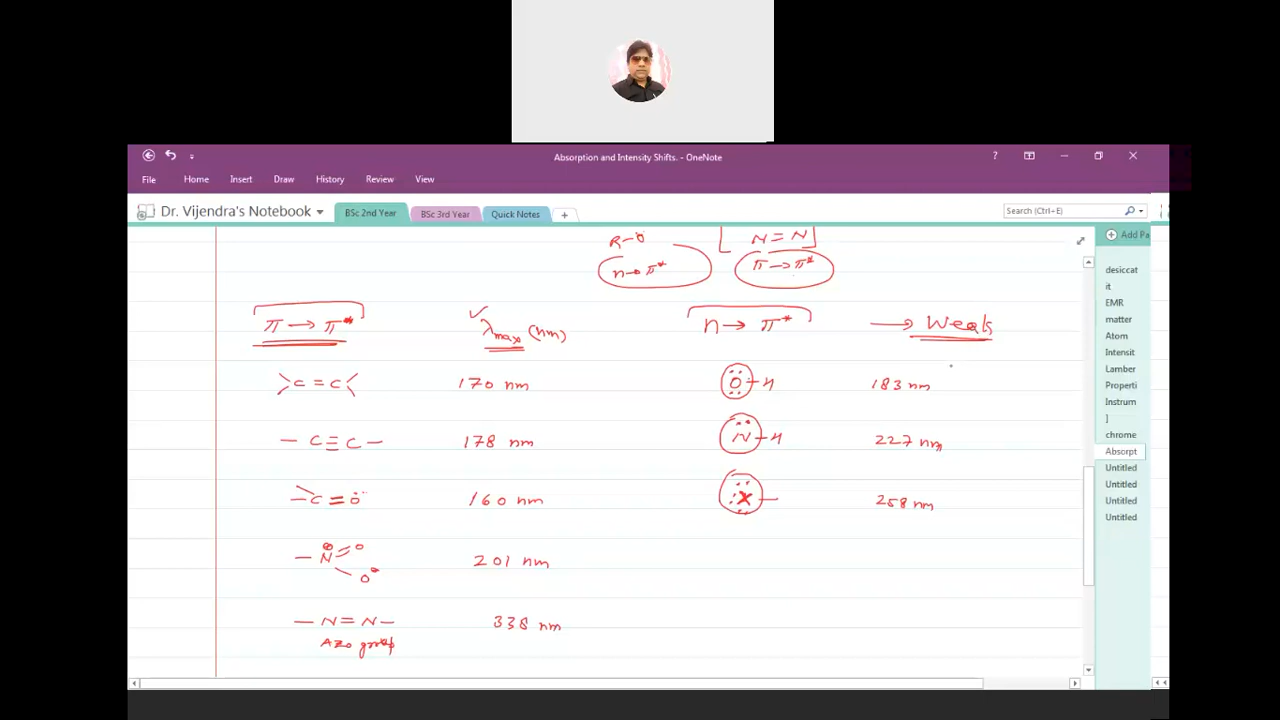 Absorption and Intensity Shifts. - OneNote
File Home Insert Draw History Review View
Dr. Vijendra's Notebook BSc 2nd Year BSc 3rd Year Quick Notes + Search (Ctrl+E)
Add Pa
R-Ö N=N
n→π* π→π*
π→π* λmax (nm) n→π* → Weak
>C=C< 170 nm O-H 183 nm
-C≡C- 178 nm N-H 227 nm
C=O 160 nm X- 258 nm
N=O 201 nm
O
-N=N- 338 nm
Azo group
desiccat
it
EMR
matter
Atom
Intensit
Lamber
Properti
Instrum
]
chrome
Absorpt
Untitled
Untitled
Untitled
Untitled